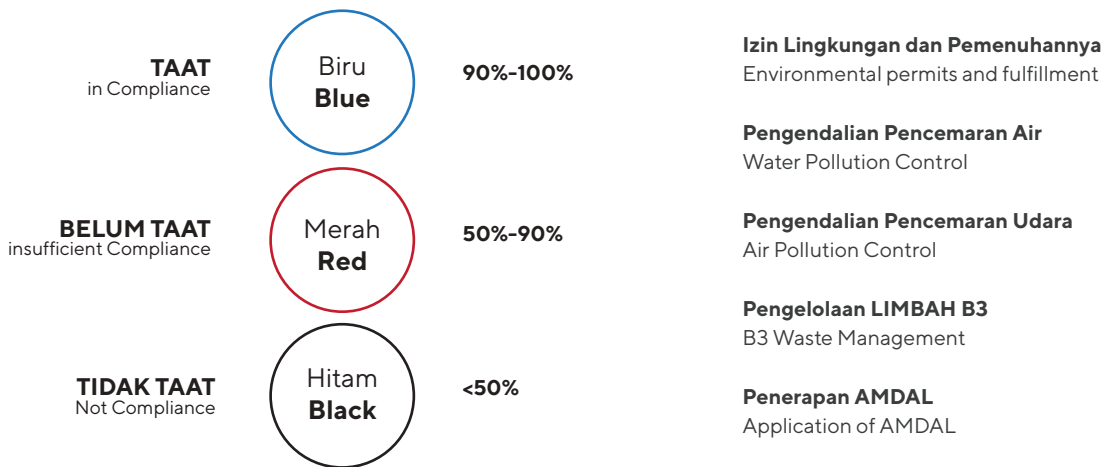 TAAT
in Compliance
Biru
Blue
90%-100%
BELUM TAAT
insufficient Compliance
Merah
Red
50%-90%
TIDAK TAAT
Not Compliance
Hitam
Black
<50%
Izin Lingkungan dan Pemenuhannya
Environmental permits and fulfillment
Pengendalian Pencemaran Air
Water Pollution Control
Pengendalian Pencemaran Udara
Air Pollution Control
Pengelolaan LIMBAH B3
B3 Waste Management
Penerapan AMDAL
Application of AMDAL